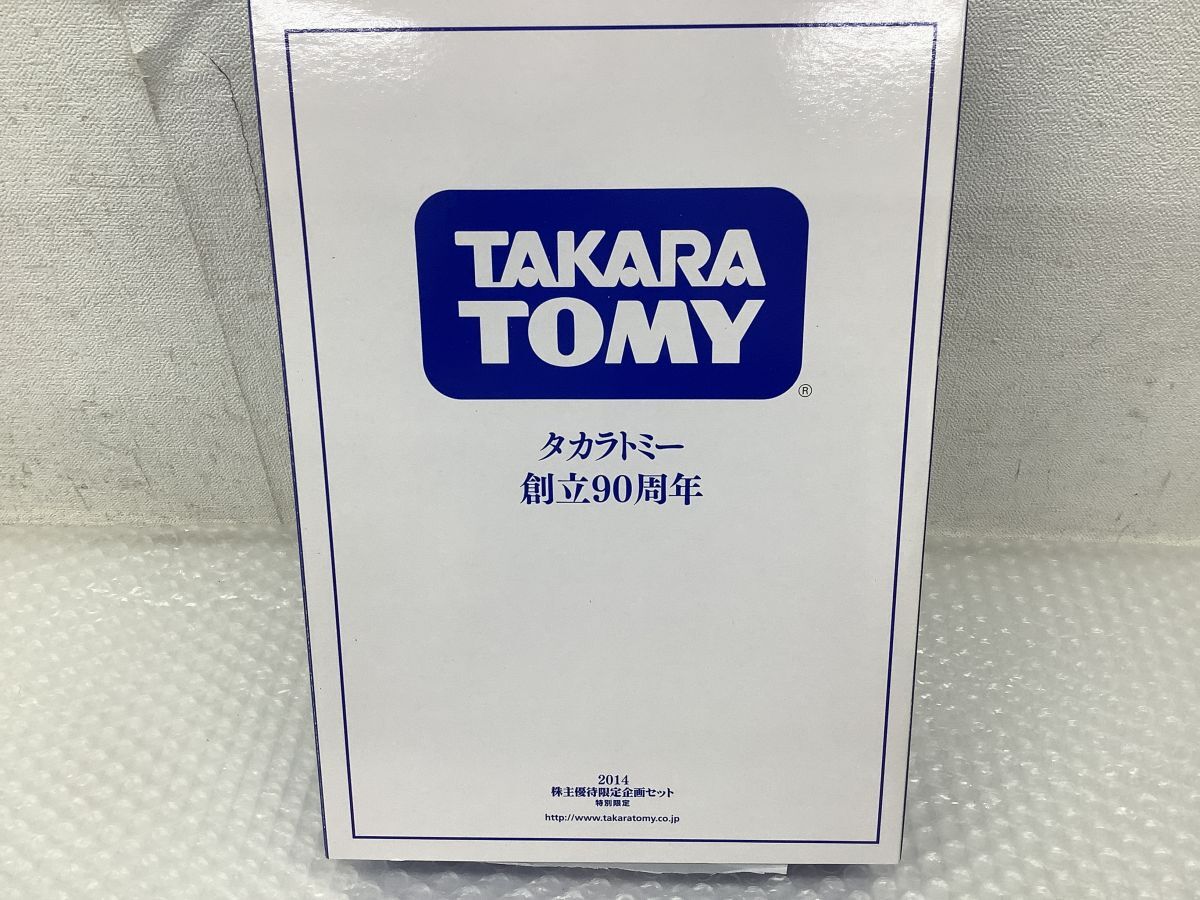 TAKARA
TOMY
®
タカラトミー
創立90周年
2014
株主優待限定企画セット
特別限定
http://www.takaratomy.co.jp